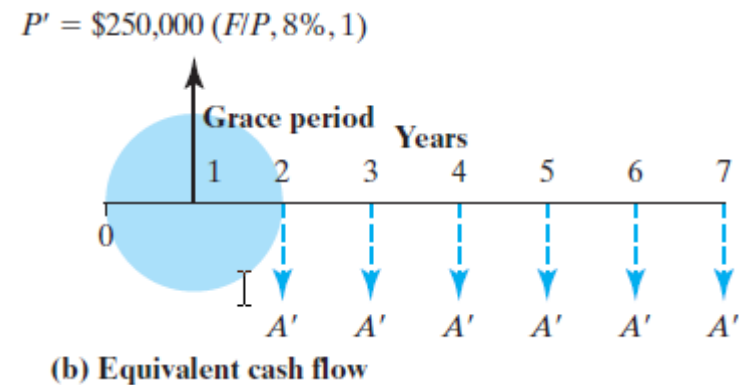 P′ = $250,000 (F/P, 8%, 1)
Grace period
Years
1 2 3 4 5 6 7
0
A′ A′ A′ A′ A′ A′
(b) Equivalent cash flow